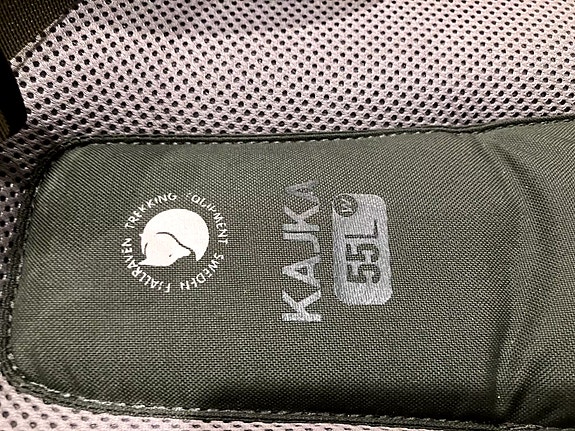 FJÄLLRÄVEN TREKKING EQUIPMENT SWEDEN
KAJKA
55L W